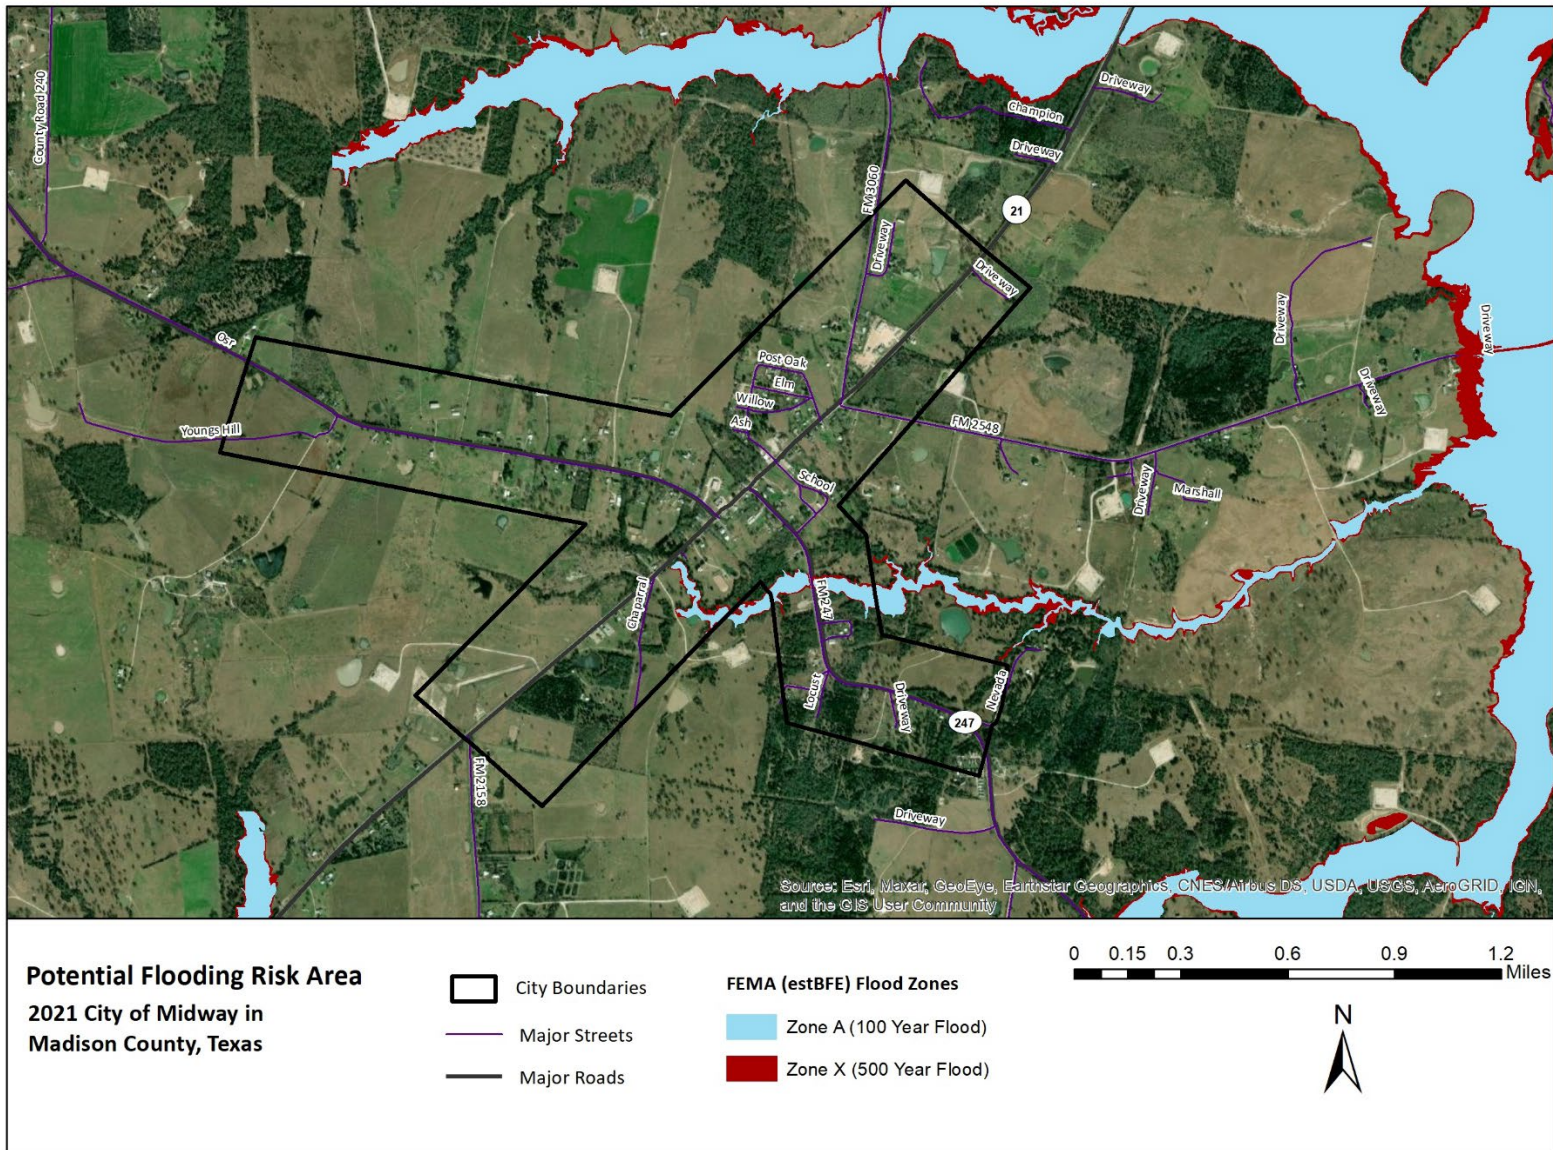 County Road 240
Driveway
Champion
Driveway
FM 3060
21
Driveway
Driveway
Driveway
Driveway
Osr
Post Oak
Elm
Willow
Ash
Youngs Hill
FM 2548
Driveway
School
Driveway
Marshall
Chaparral
FM 247
Locust
Driveway
Nevada
247
FM 2158
Driveway
Source: Esri, Maxar, GeoEye, Earthstar Geographics, CNES/Airbus DS, USDA, USGS, AeroGRID, IGN,
and the GIS User Community
Potential Flooding Risk Area
2021 City of Midway in
Madison County, Texas
City Boundaries
Major Streets
Major Roads
FEMA (estBFE) Flood Zones
Zone A (100 Year Flood)
Zone X (500 Year Flood)
0 0.15 0.3 0.6 0.9 1.2
Miles
N